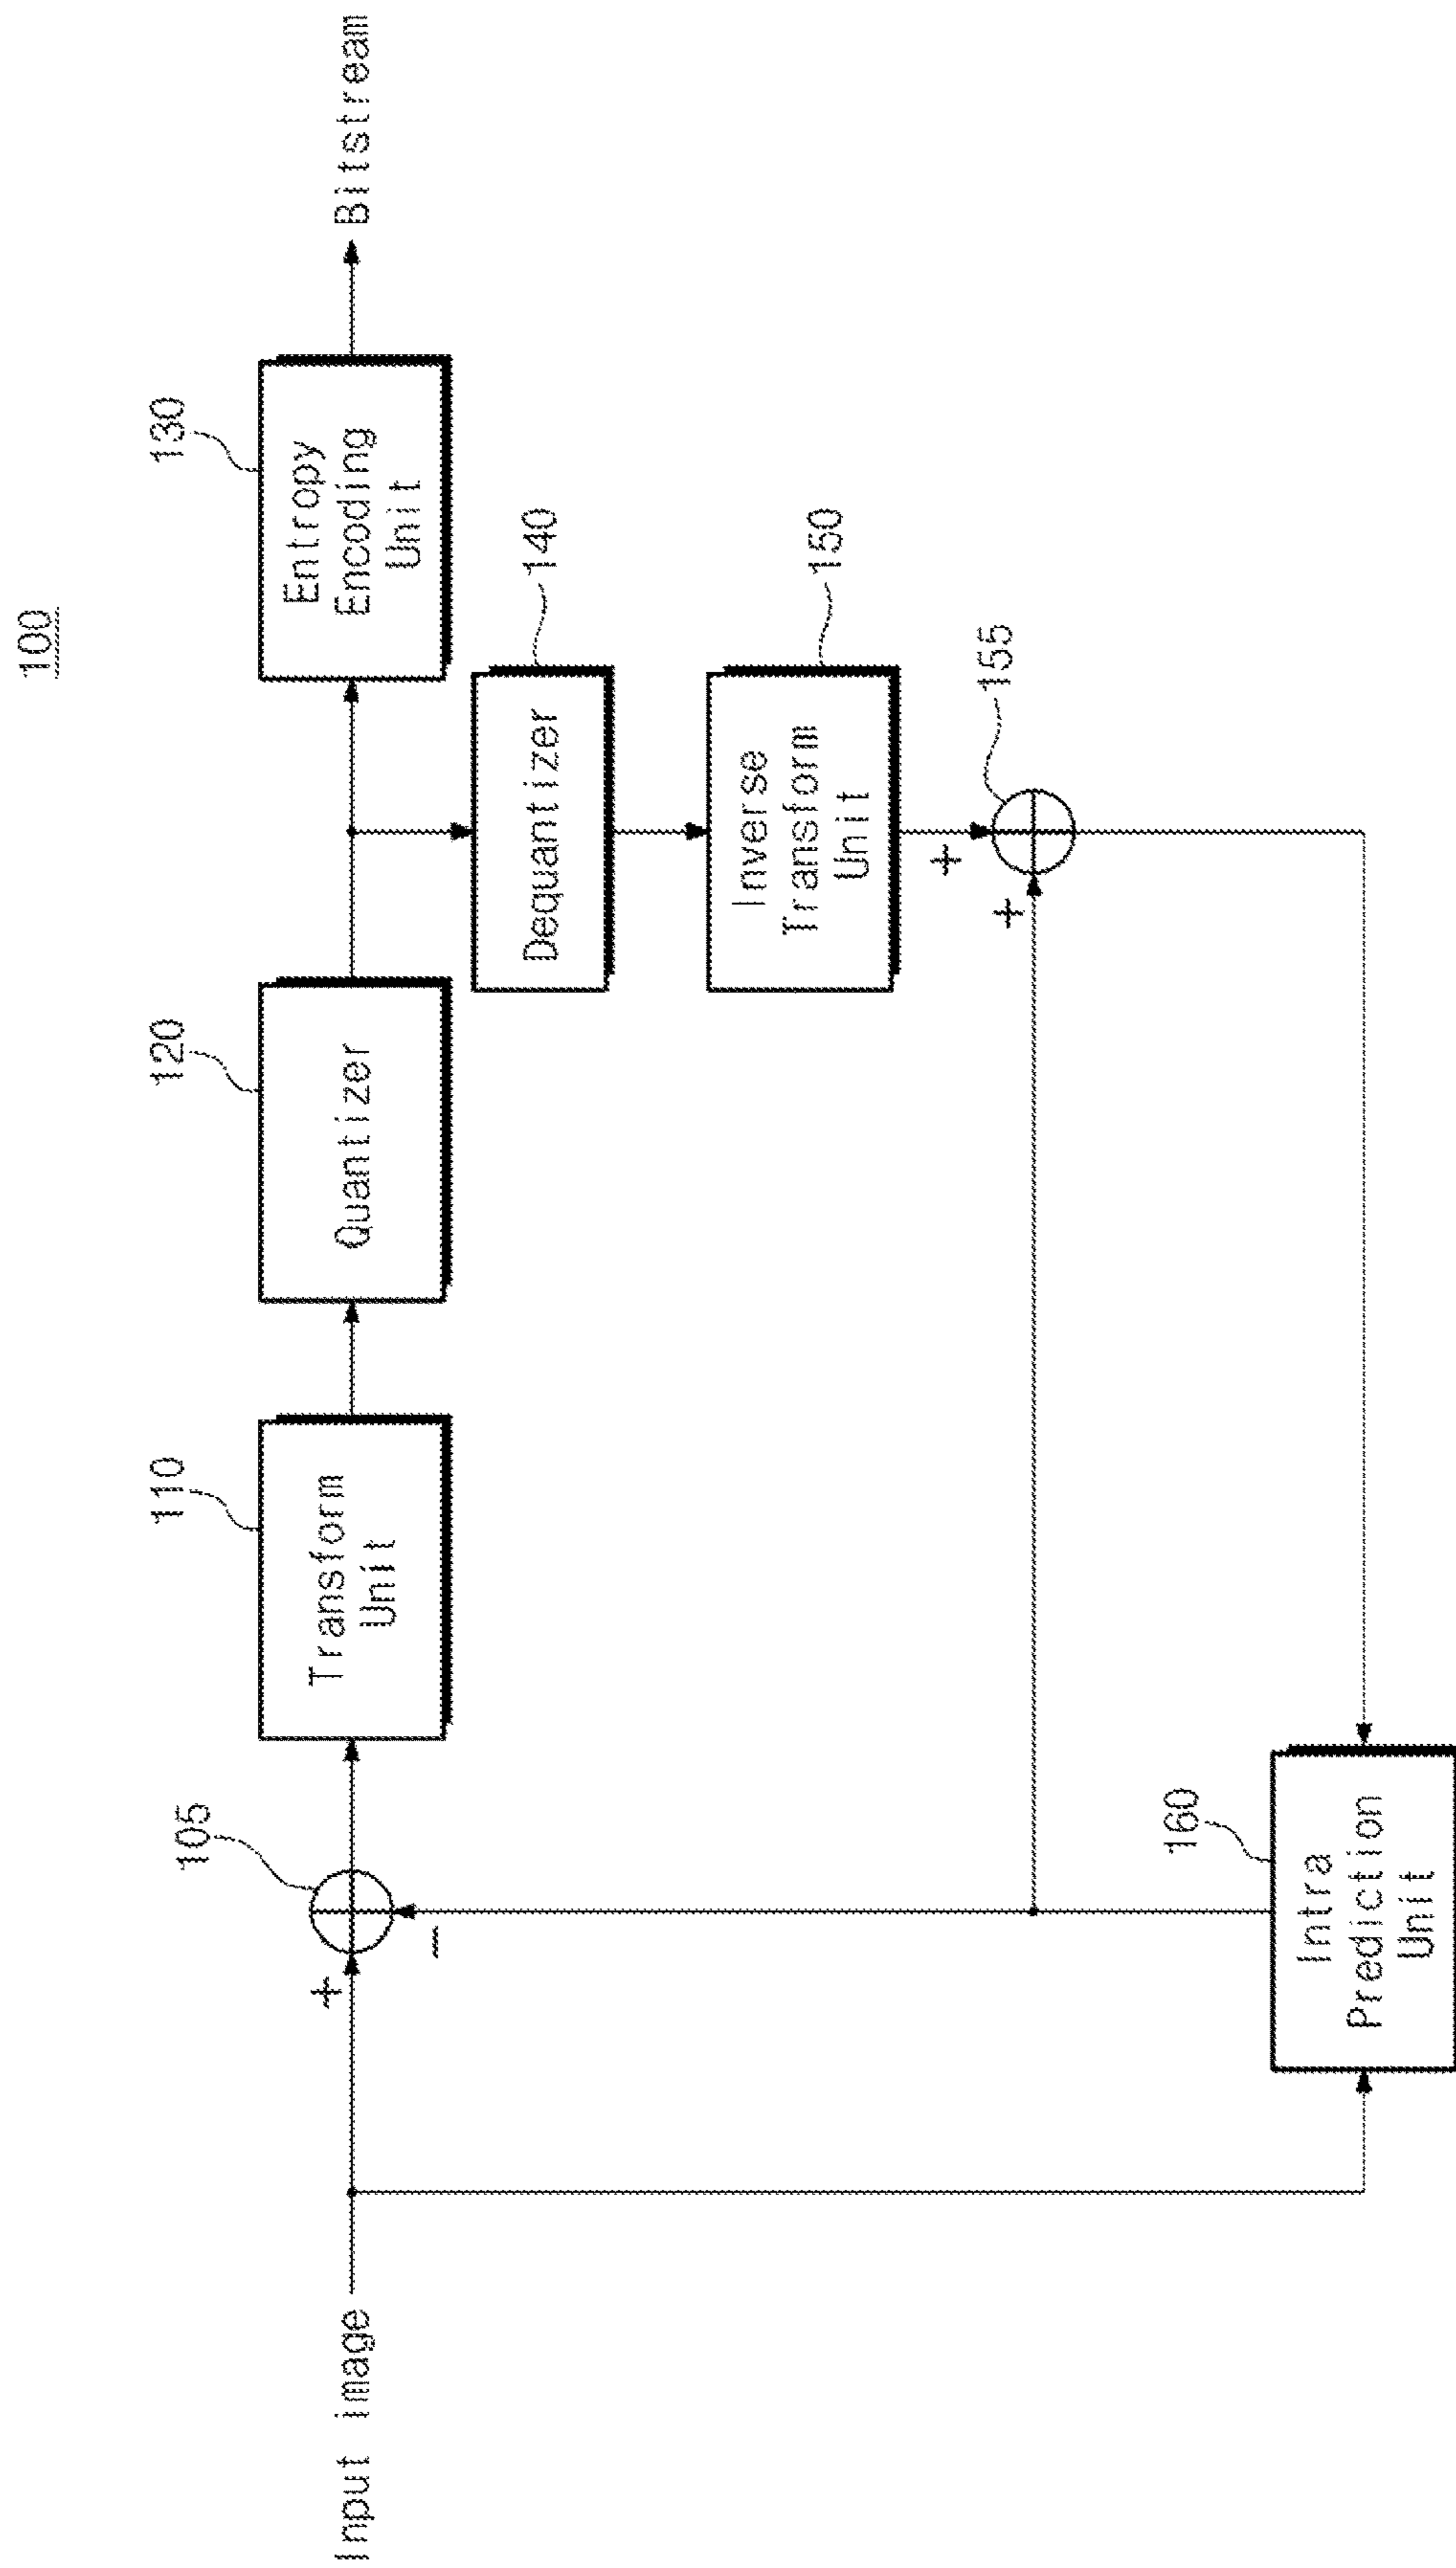 100
Input image
105
+
−
110
Transform
Unit
120
Quantizer
130
Entropy
Encoding
Unit
Bitstream
140
Dequantizer
150
Inverse
Transform
Unit
+
+
155
160
Intra
Prediction
Unit